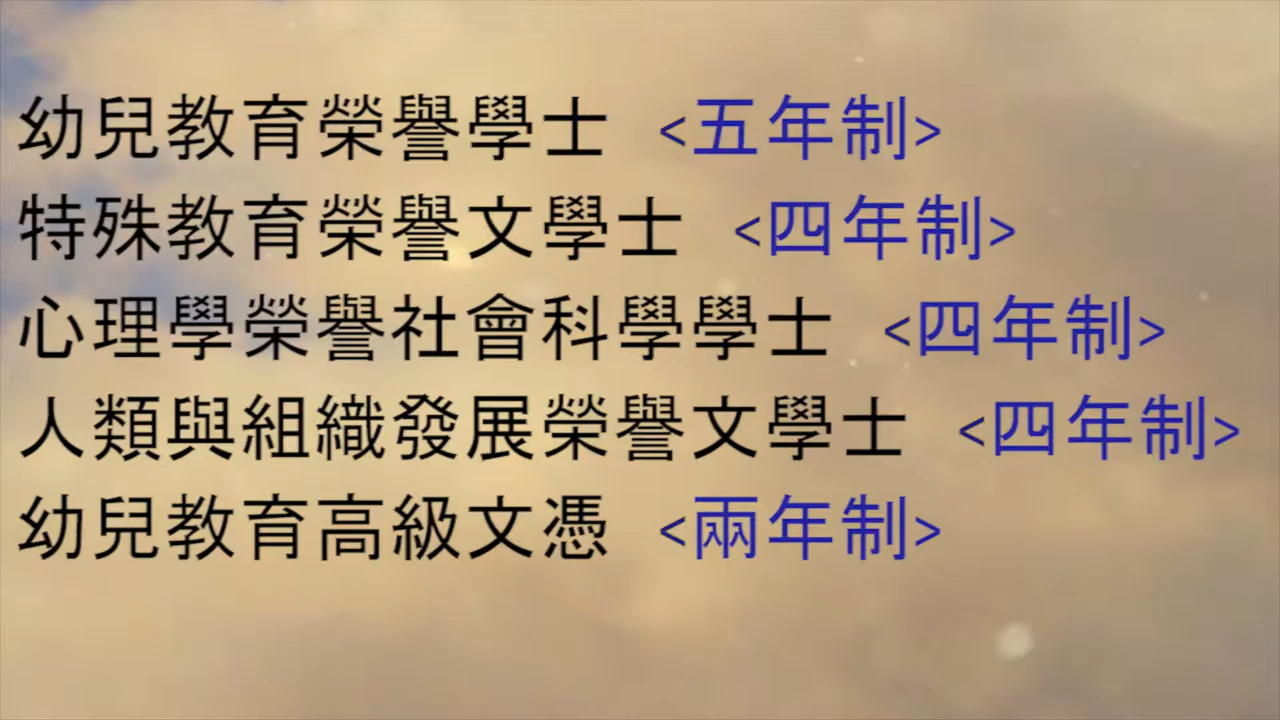 幼兒教育榮譽學士 <五年制>
特殊教育榮譽文學士 <四年制>
心理學榮譽社會科學學士 <四年制>
人類與組織發展榮譽文學士 <四年制>
幼兒教育高級文憑 <兩年制>